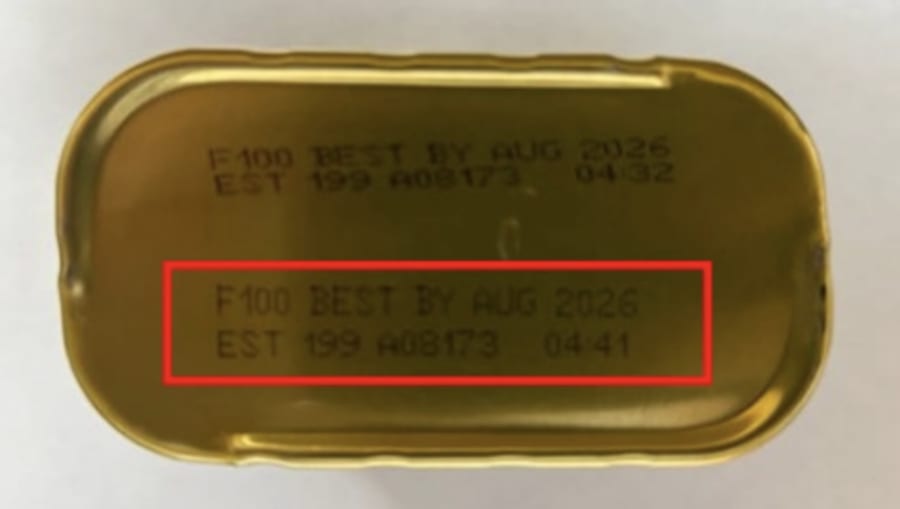 F100 BEST BY AUG 2026
EST 199 A08173 04:32
F100 BEST BY AUG 2026
EST 199 A08173 04:41